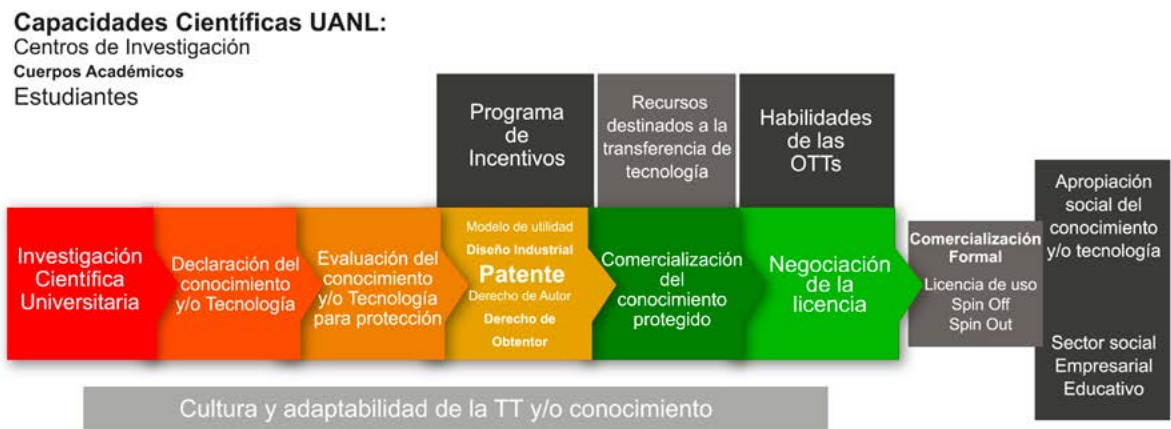 Capacidades Científicas UANL:
Centros de Investigación
Cuerpos Académicos
Estudiantes
Programa
de
Incentivos
Recursos
destinados a la
transferencia de
tecnología
Habilidades
de las
OTTs
Investigación
Científica
Universitaria
Declaración del
conocimiento
y/o Tecnología
Evaluación del
conocimiento
y/o Tecnología
para protección
Modelo de utilidad
Diseño Industrial
Patente
Derecho de Autor
Derecho de
Obtentor
Comercialización
del
conocimiento
protegido
Negociación
de la
licencia
Comercialización
Formal
Licencia de uso
Spin Off
Spin Out
Apropiación
social del
conocimiento
y/o tecnología
Sector social
Empresarial
Educativo
Cultura y adaptabilidad de la TT y/o conocimiento